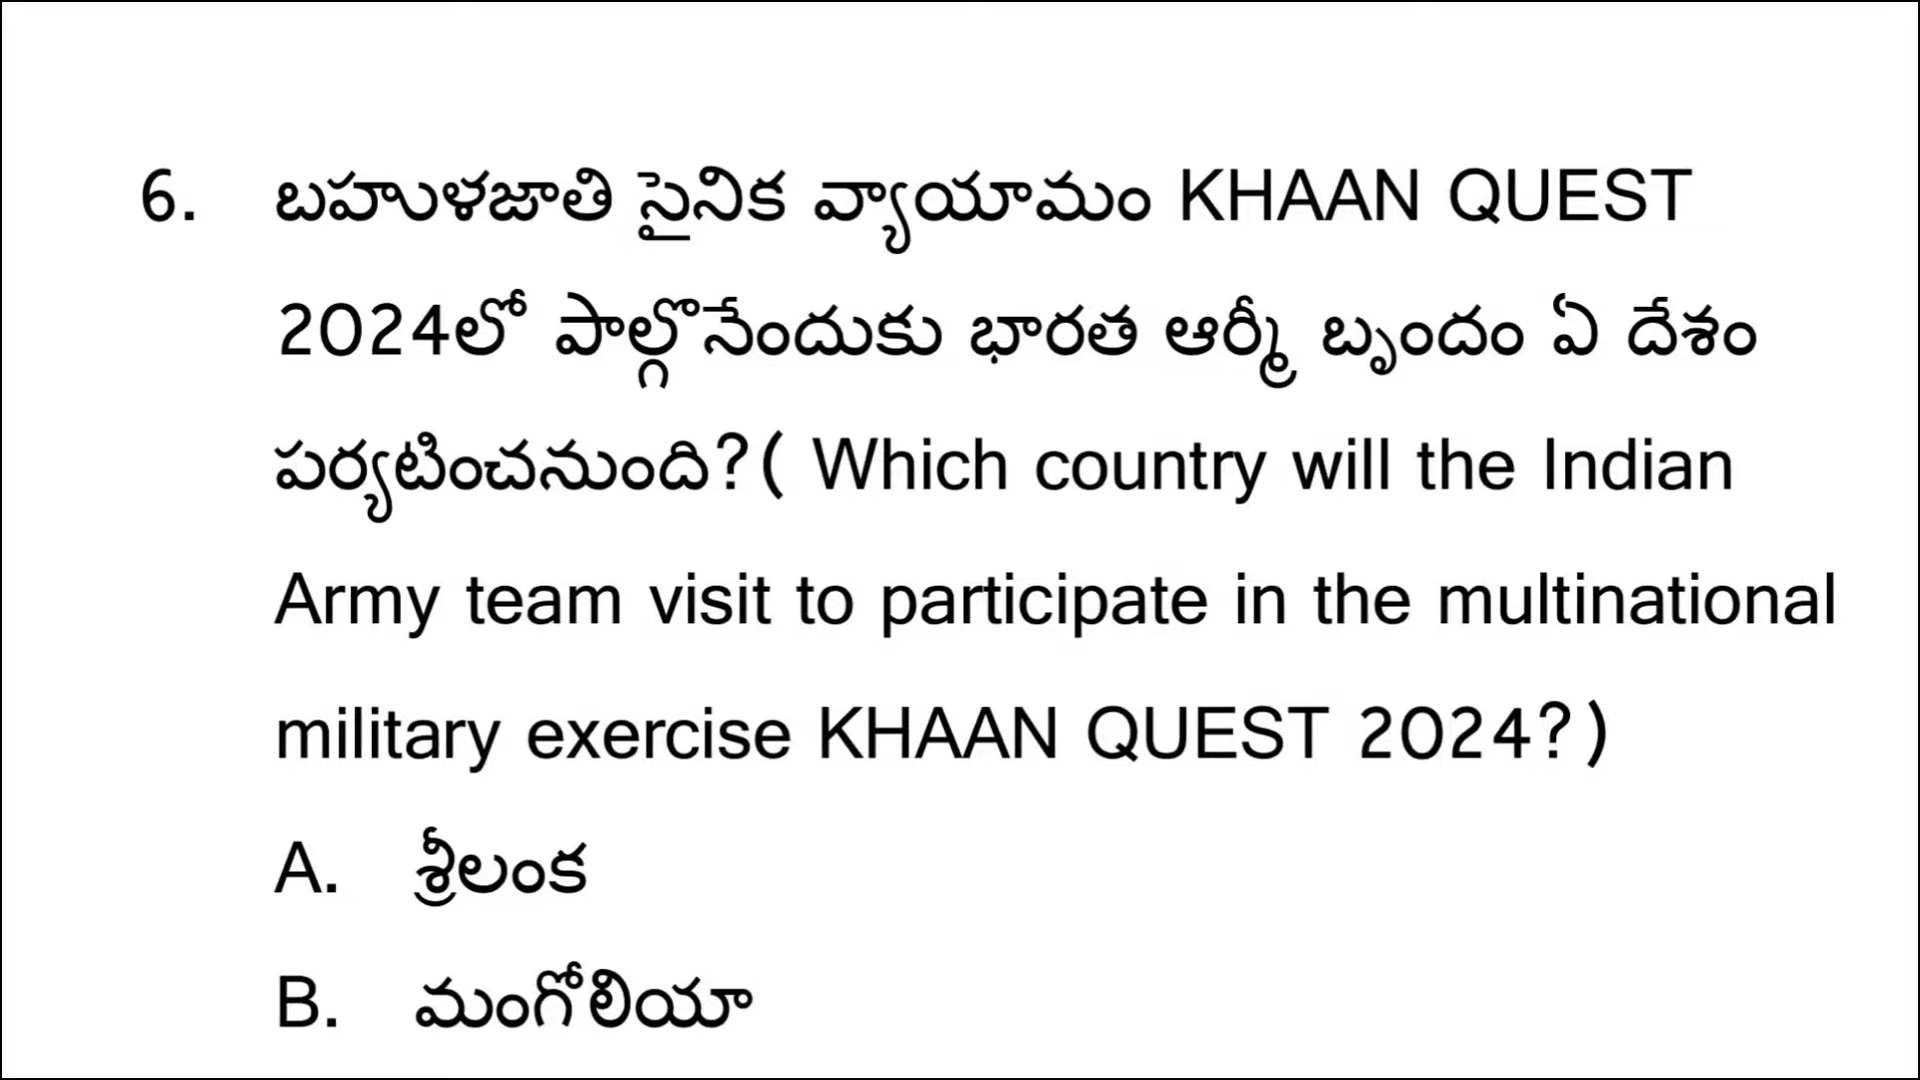 6. బహుళజాతి సైనిక వ్యాయామం KHAAN QUEST
2024లో పాల్గొనేందుకు భారత ఆర్మీ బృందం ఏ దేశం
పర్యటించనుంది?( Which country will the Indian
Army team visit to participate in the multinational
military exercise KHAAN QUEST 2024?)
A. శ్రీలంక
B. మంగోలియా